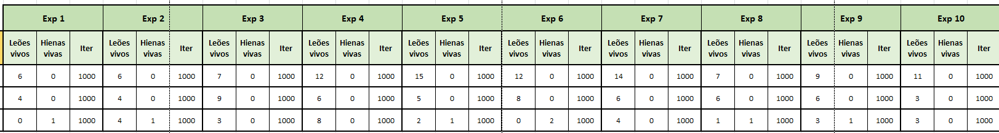 Exp 1 Exp 2 Exp 3 Exp 4 Exp 5 Exp 6 Exp 7 Exp 8 Exp 9 Exp 10
Leões vivos Hienas vivas Iter Leões vivos Hienas vivas Iter Leões vivos Hienas vivas Iter Leões vivos Hienas vivas Iter Leões vivos Hienas vivas Iter Leões vivos Hienas vivas Iter Leões vivos Hienas vivas Iter Leões vivos Hienas vivas Iter Leões vivos Hienas vivas Iter Leões vivos Hienas vivas Iter
6 0 1000 6 0 1000 7 0 1000 12 0 1000 15 0 1000 12 0 1000 14 0 1000 7 0 1000 9 0 1000 11 0 1000
4 0 1000 4 0 1000 9 0 1000 6 0 1000 5 0 1000 8 0 1000 6 0 1000 6 0 1000 6 0 1000 3 0 1000
0 1 1000 4 1 1000 3 0 1000 8 0 1000 2 1 1000 0 2 1000 4 0 1000 1 1 1000 3 1 1000 3 0 1000